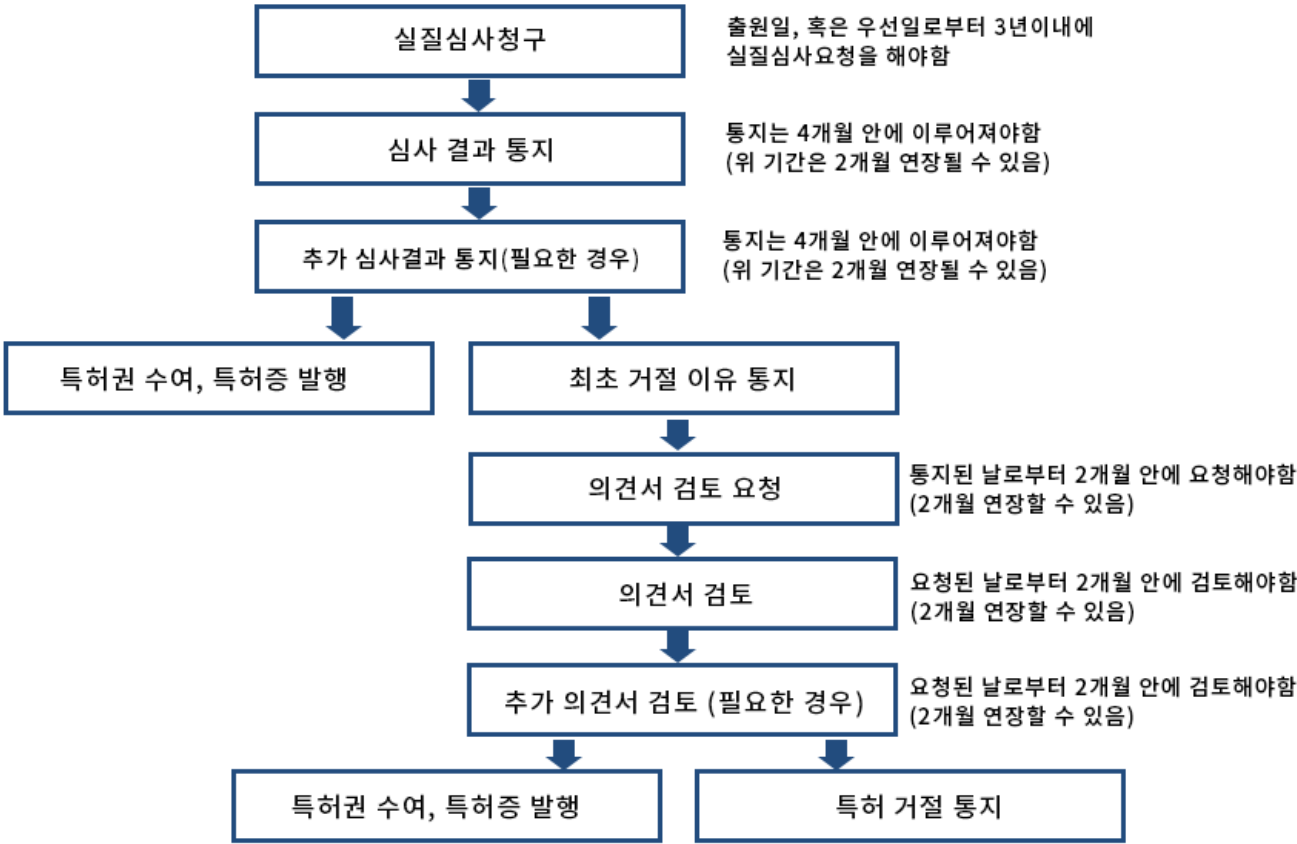 실질심사청구
출원일, 혹은 우선일로부터 3년이내에
실질심사요청을 해야함
심사 결과 통지
통지는 4개월 안에 이루어져야함
(위 기간은 2개월 연장될 수 있음)
추가 심사결과 통지(필요한 경우)
통지는 4개월 안에 이루어져야함
(위 기간은 2개월 연장될 수 있음)
특허권 수여, 특허증 발행
최초 거절 이유 통지
의견서 검토 요청
통지된 날로부터 2개월 안에 요청해야함
(2개월 연장할 수 있음)
의견서 검토
요청된 날로부터 2개월 안에 검토해야함
(2개월 연장할 수 있음)
추가 의견서 검토 (필요한 경우)
요청된 날로부터 2개월 안에 검토해야함
(2개월 연장할 수 있음)
특허권 수여, 특허증 발행
특허 거절 통지